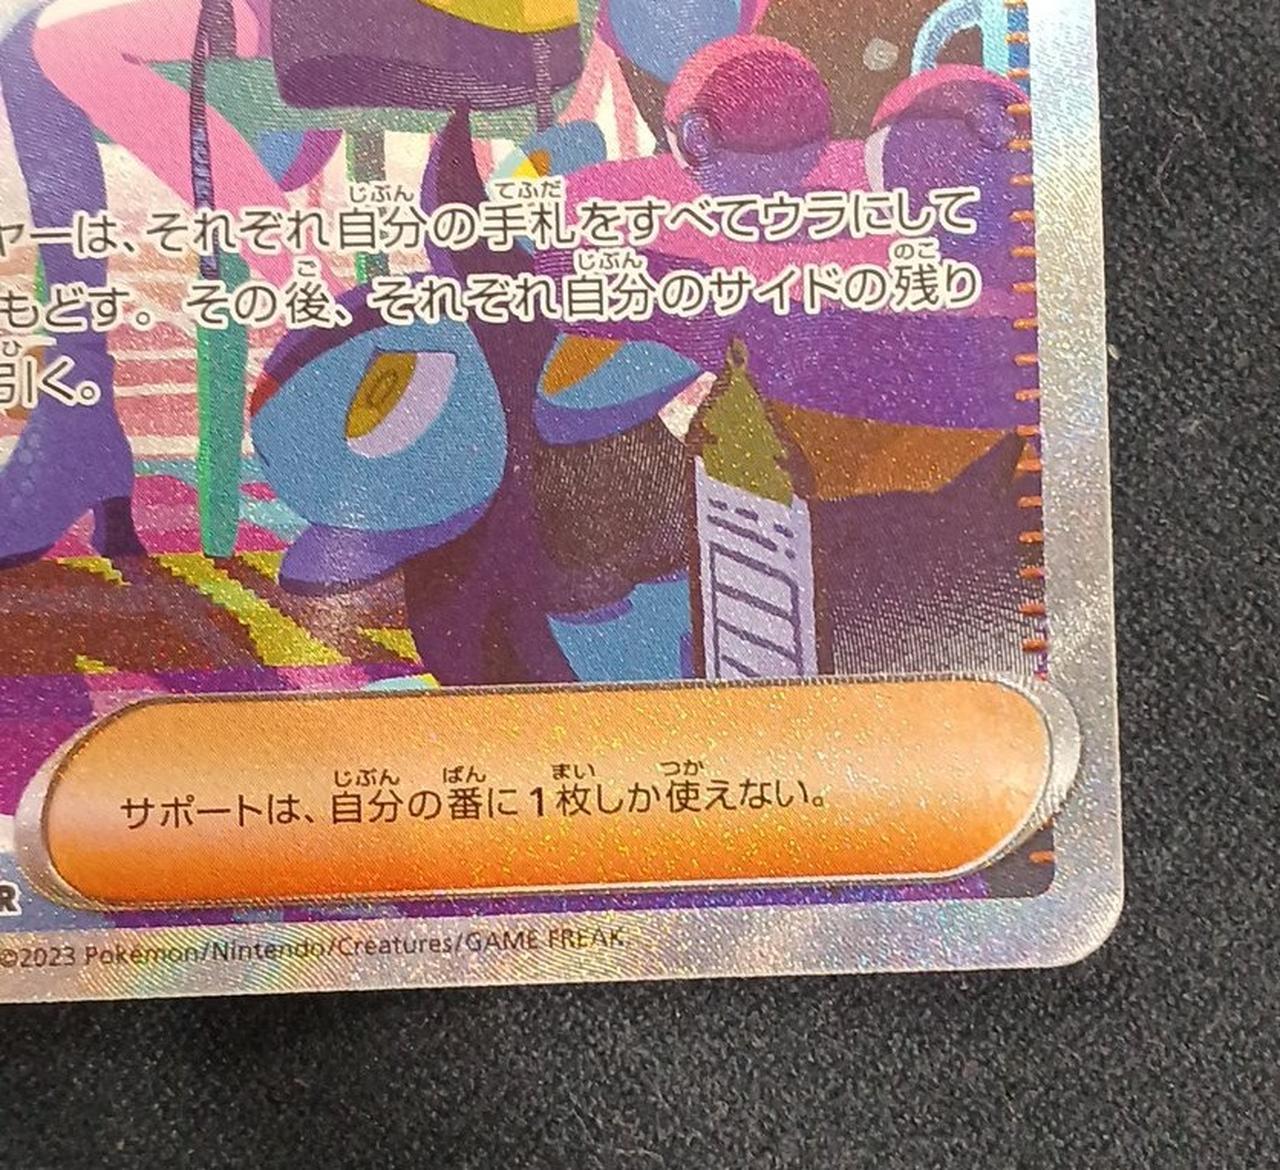 ヤーは、それぞれ自分の手札をすべてウラにして
もどす。その後、それぞれ自分のサイドの残り
引く。
サポートは、自分の番に1枚しか使えない。
R
©2023 Pokémon/Nintendo/Creatures/GAME FREAK.